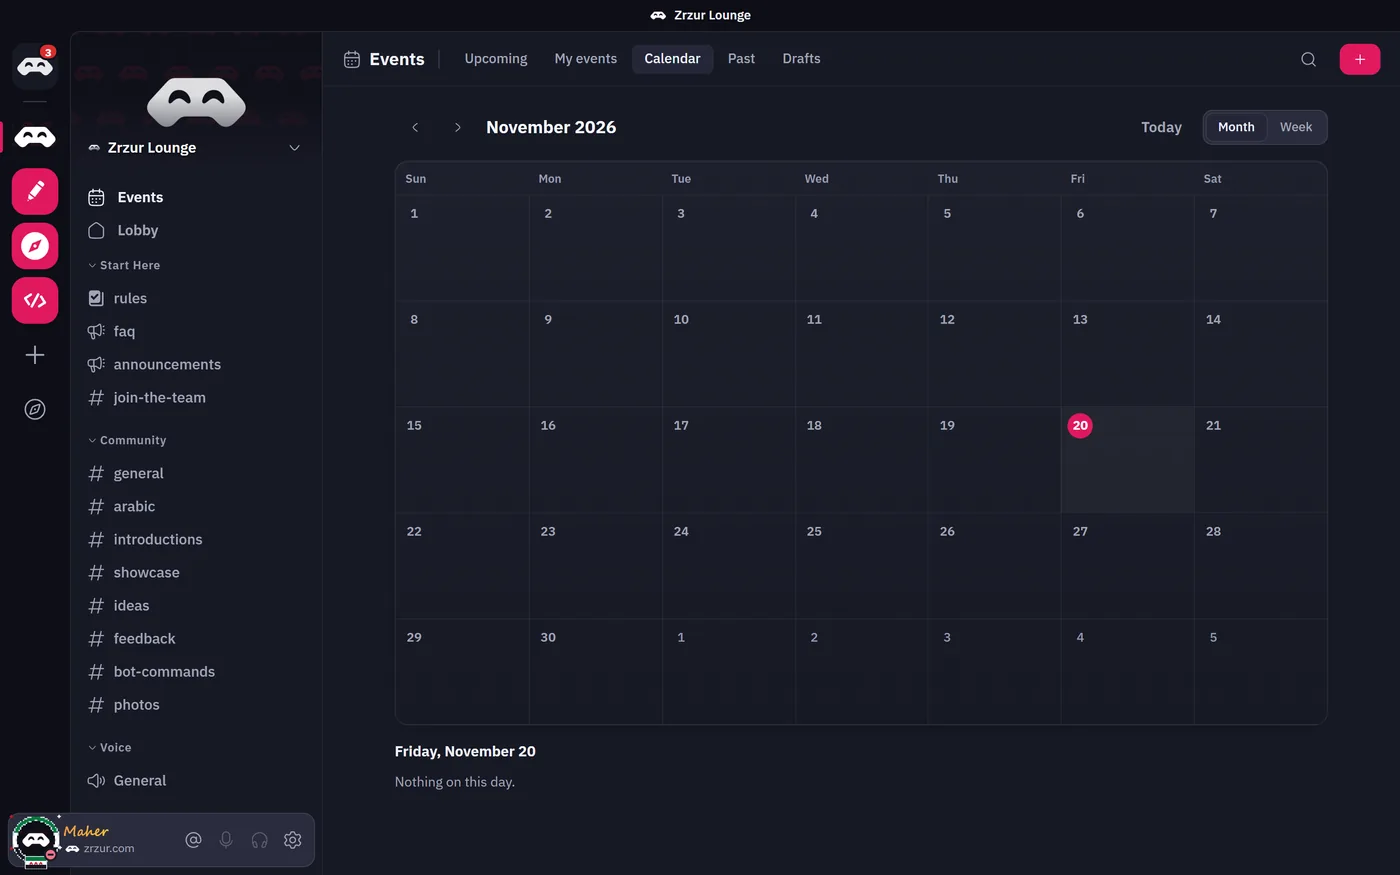 Zrzur Lounge
3
Zrzur Lounge
Events
Lobby
Start Here
rules
faq
announcements
join-the-team
Community
general
arabic
introductions
showcase
ideas
feedback
bot-commands
photos
Voice
General
Maher
zrzur.com
Events
Upcoming
My events
Calendar
Past
Drafts
November 2026
Today
Month
Week
Sun Mon Tue Wed Thu Fri Sat
1 2 3 4 5 6 7
8 9 10 11 12 13 14
15 16 17 18 19 20 21
22 23 24 25 26 27 28
29 30 1 2 3 4 5
Friday, November 20
Nothing on this day.